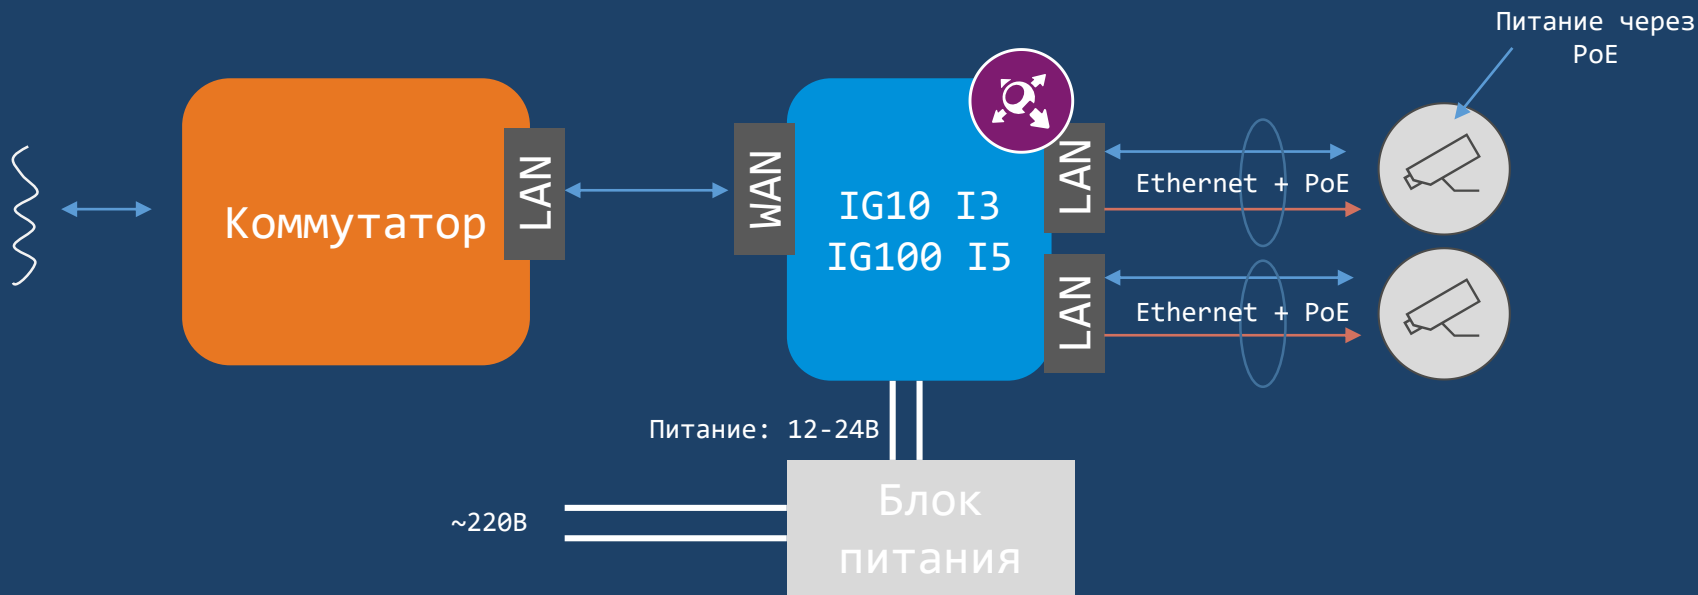 Питание через
PoE
Коммутатор
LAN
WAN
IG10 I3
IG100 I5
LAN
Ethernet + PoE
LAN
Ethernet + PoE
Питание: 12-24В
~220В
Блок
питания